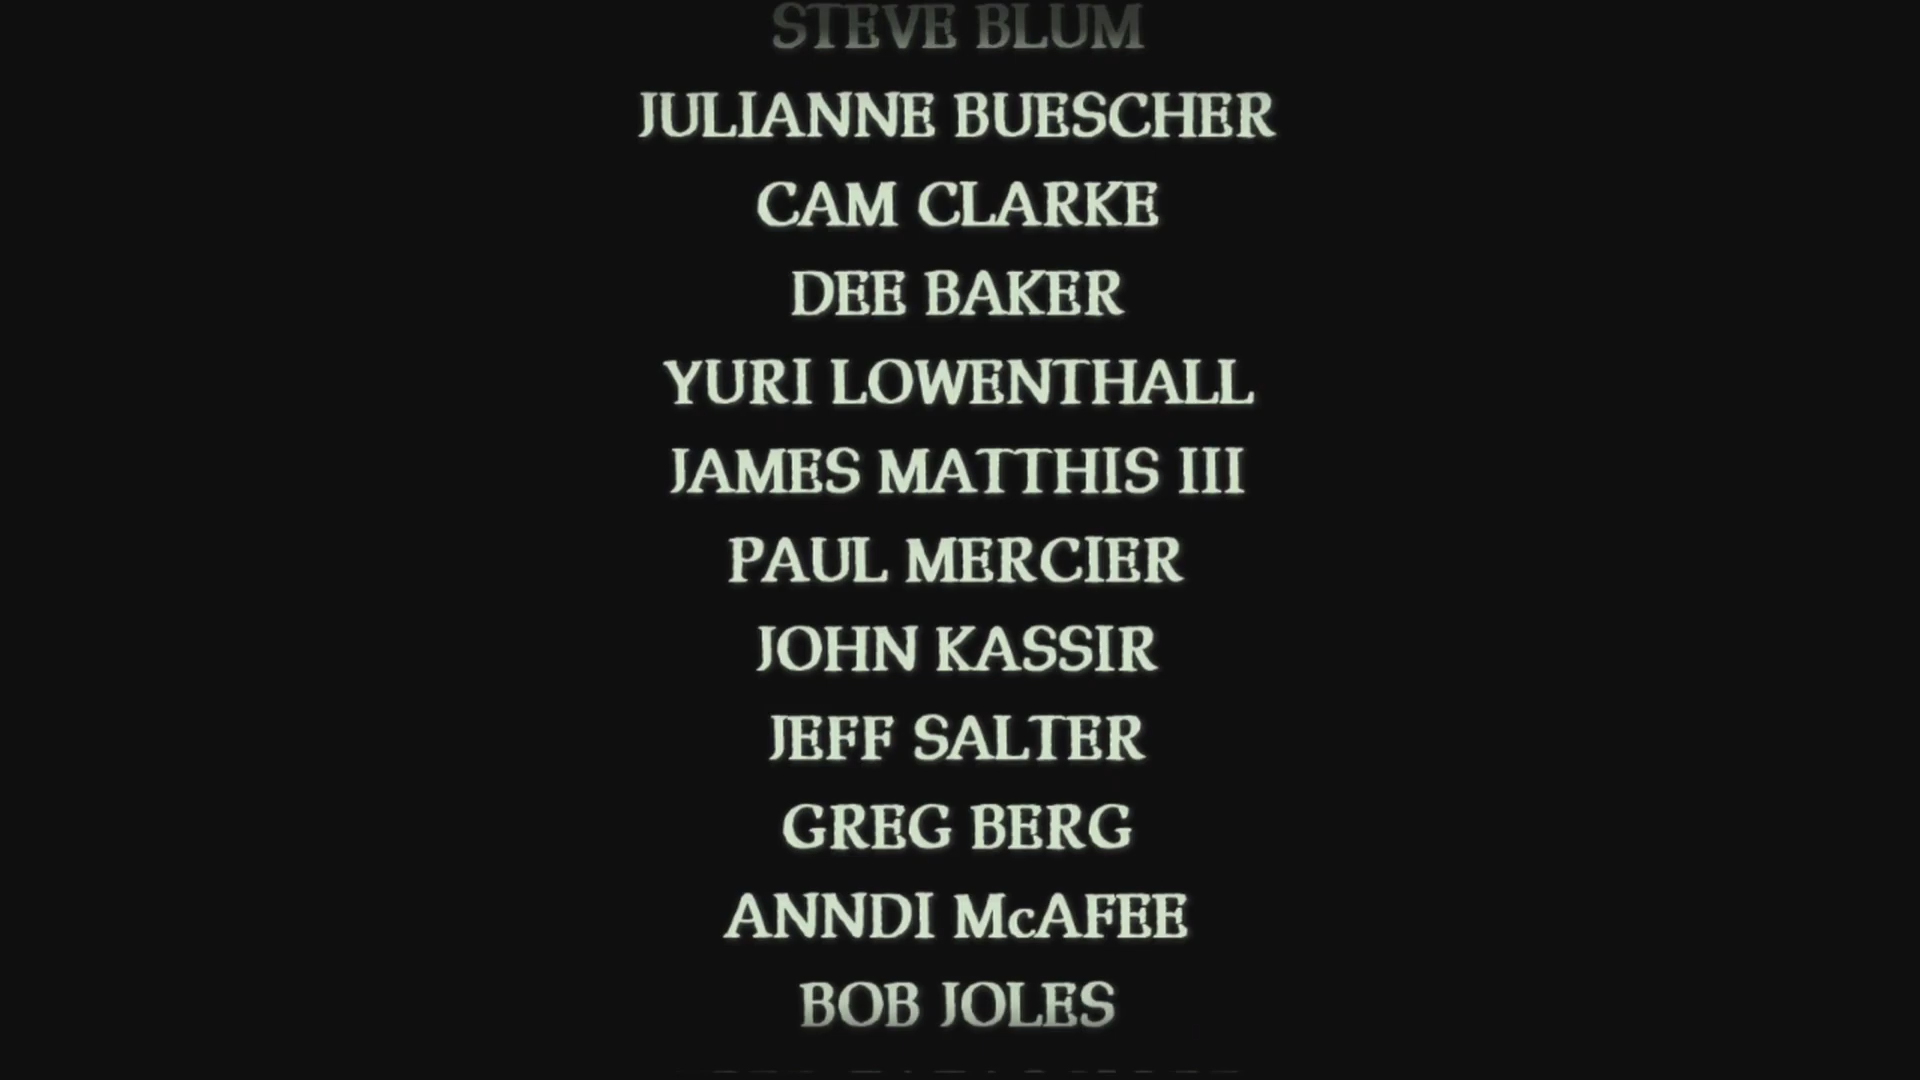 STEVE BLUM
JULIANNE BUESCHER
CAM CLARKE
DEE BAKER
YURI LOWENTHALL
JAMES MATTHIS III
PAUL MERCIER
JOHN KASSIR
JEFF SALTER
GREG BERG
ANNDI McAFEE
BOB JOLES